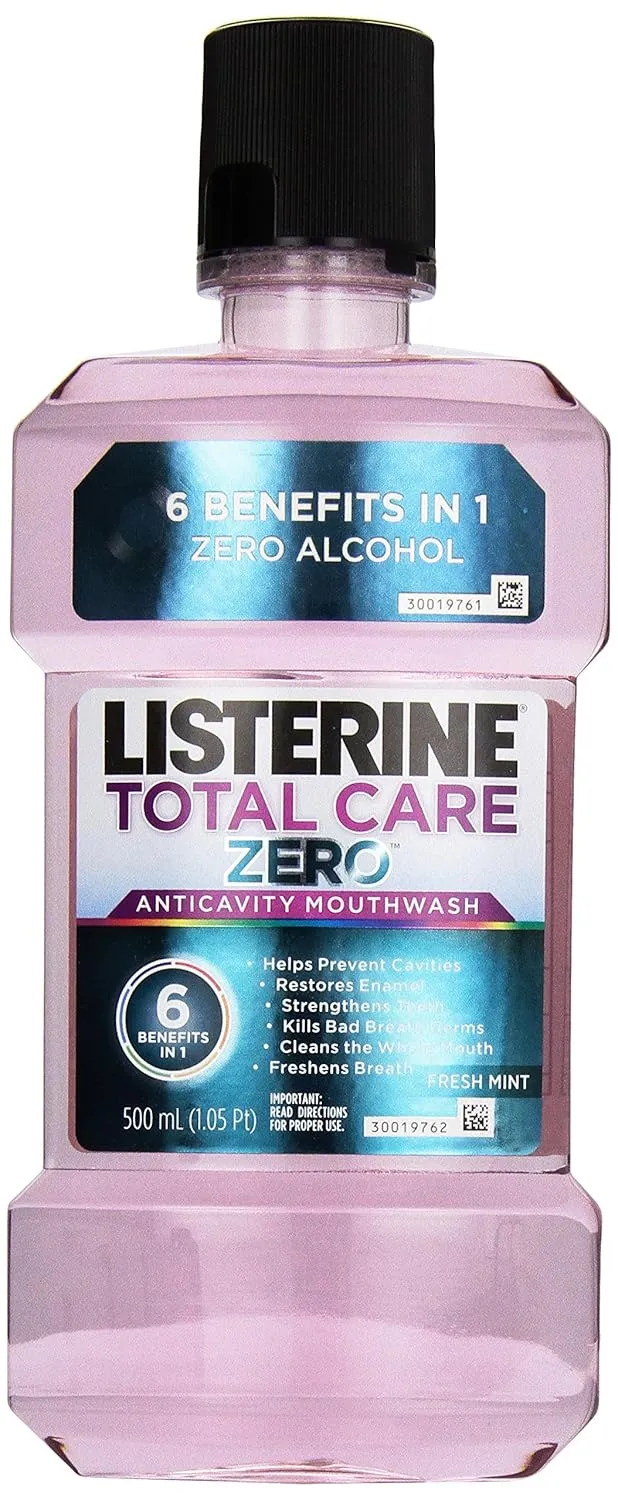 6 BENEFITS IN 1
ZERO ALCOHOL
30019761
LISTERINE®
TOTAL CARE
ZERO™
ANTICAVITY MOUTHWASH
6
BENEFITS
IN 1
• Helps Prevent Cavities
• Restores Enamel
• Strengthens Teeth
• Kills Bad Breath Germs
• Cleans the Whole Mouth
• Freshens Breath
FRESH MINT
500 mL (1.05 Pt)
IMPORTANT:
READ DIRECTIONS
FOR PROPER USE.
30019762